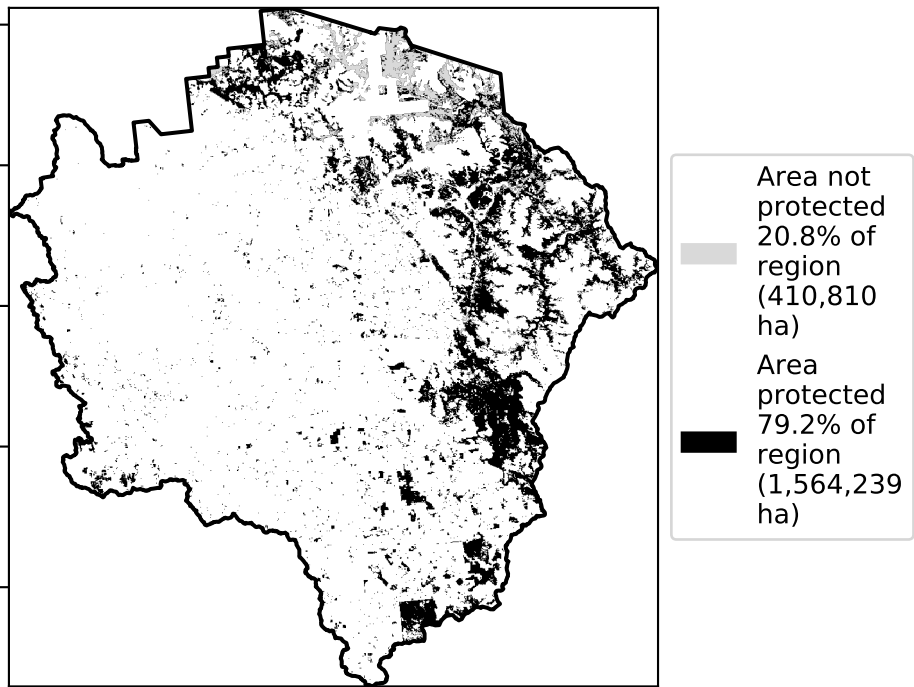 Area not
protected
20.8% of
region
(410,810
ha)
Area
protected
79.2% of
region
(1,564,239
ha)